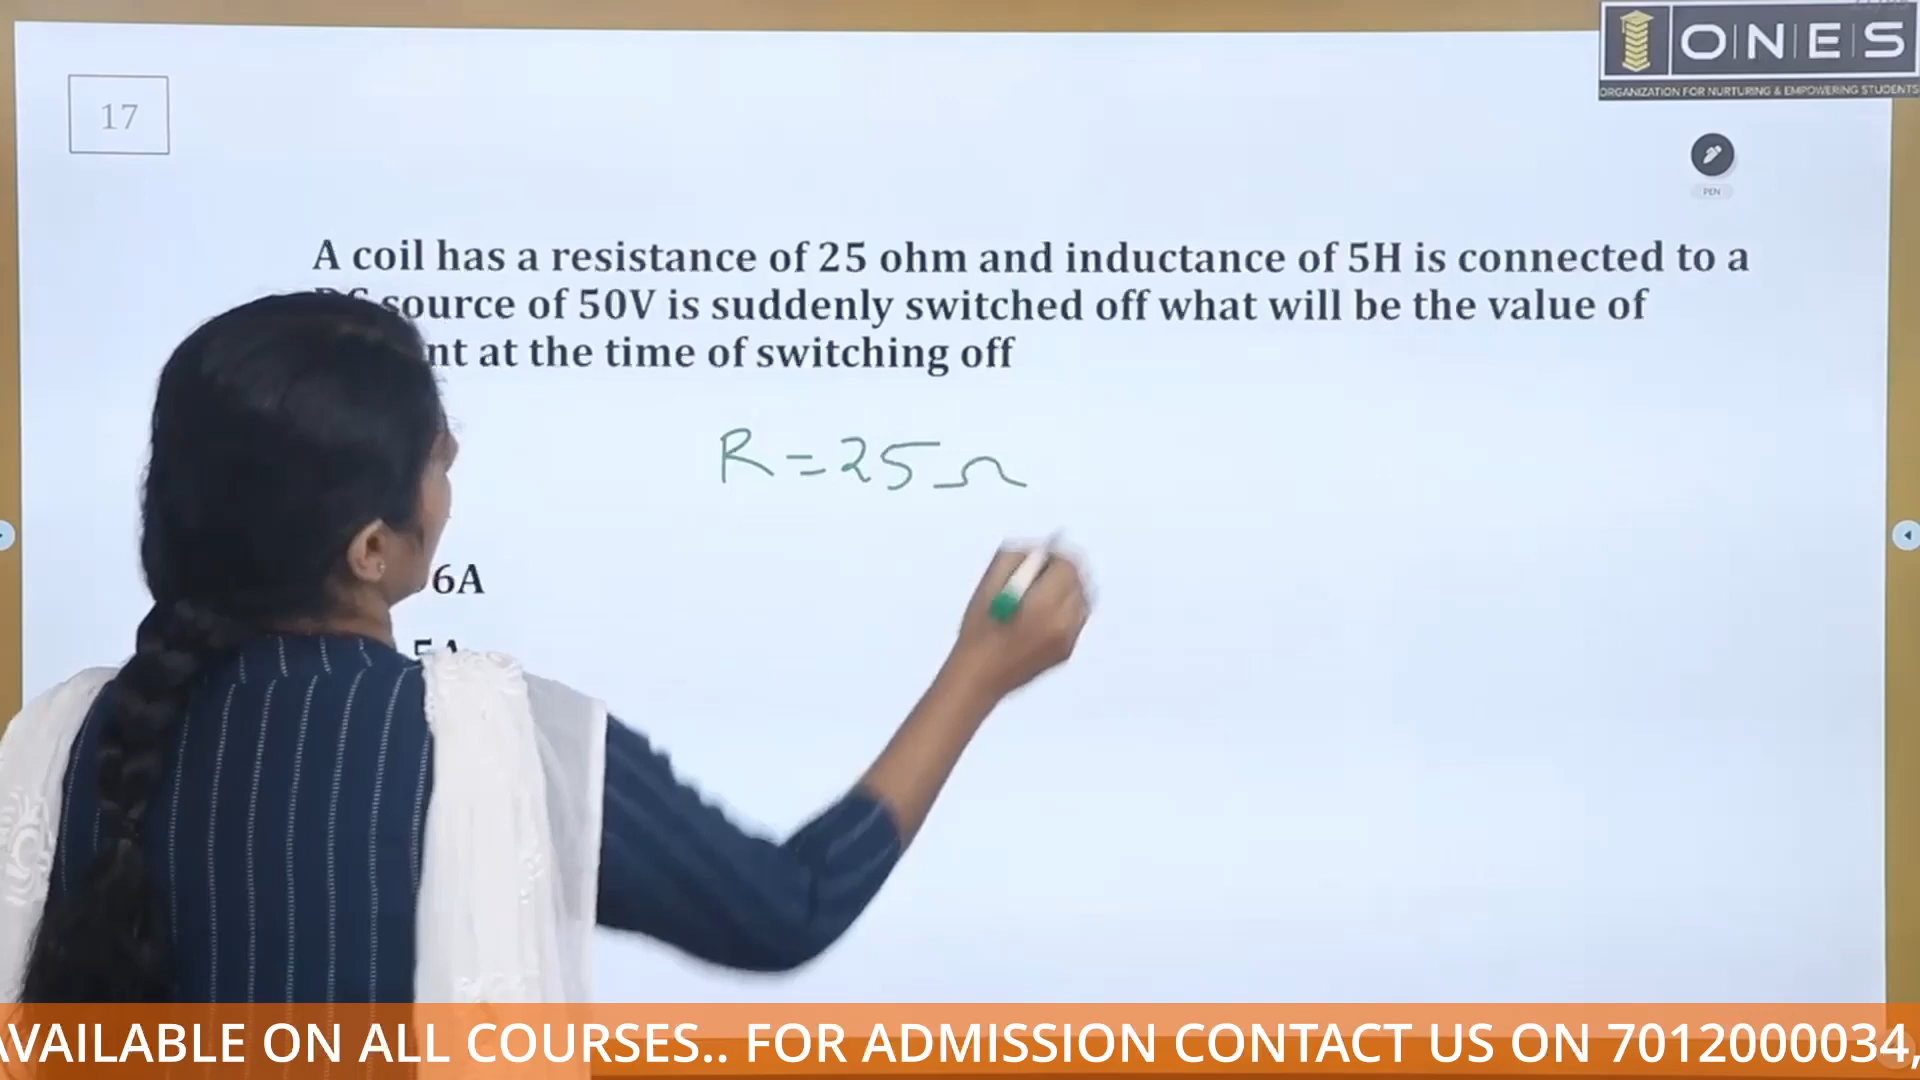 ONES
ORGANIZATION FOR NURTURING & EMPOWERING STUDENTS
17
PEN
A coil has a resistance of 25 ohm and inductance of 5H is connected to a
source of 50V is suddenly switched off what will be the value of
at the time of switching off
R = 25 Ω
6A
AVAILABLE ON ALL COURSES.. FOR ADMISSION CONTACT US ON 7012000034,